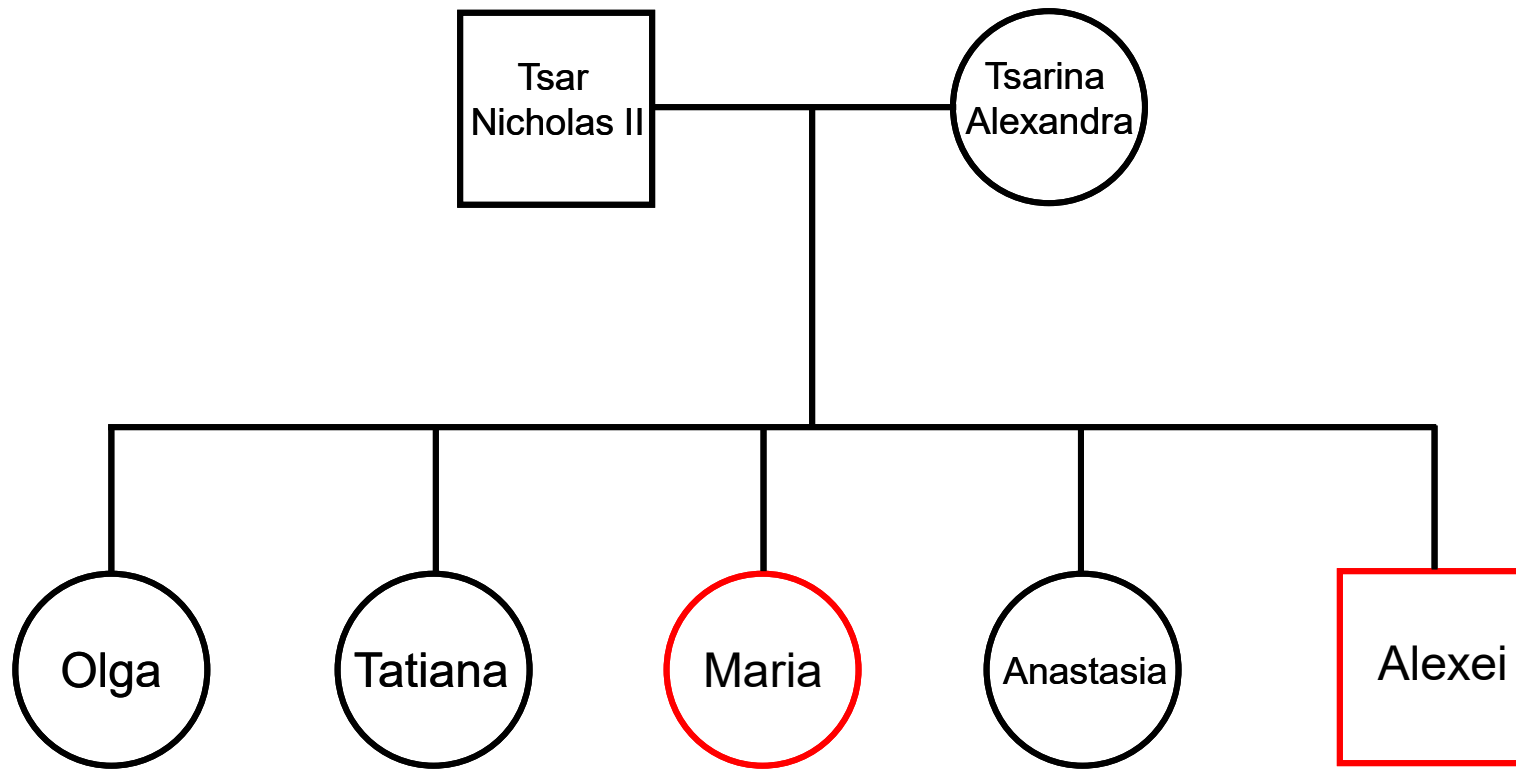 Tsar
Nicholas II
Tsarina
Alexandra
Olga
Tatiana
Maria
Anastasia
Alexei